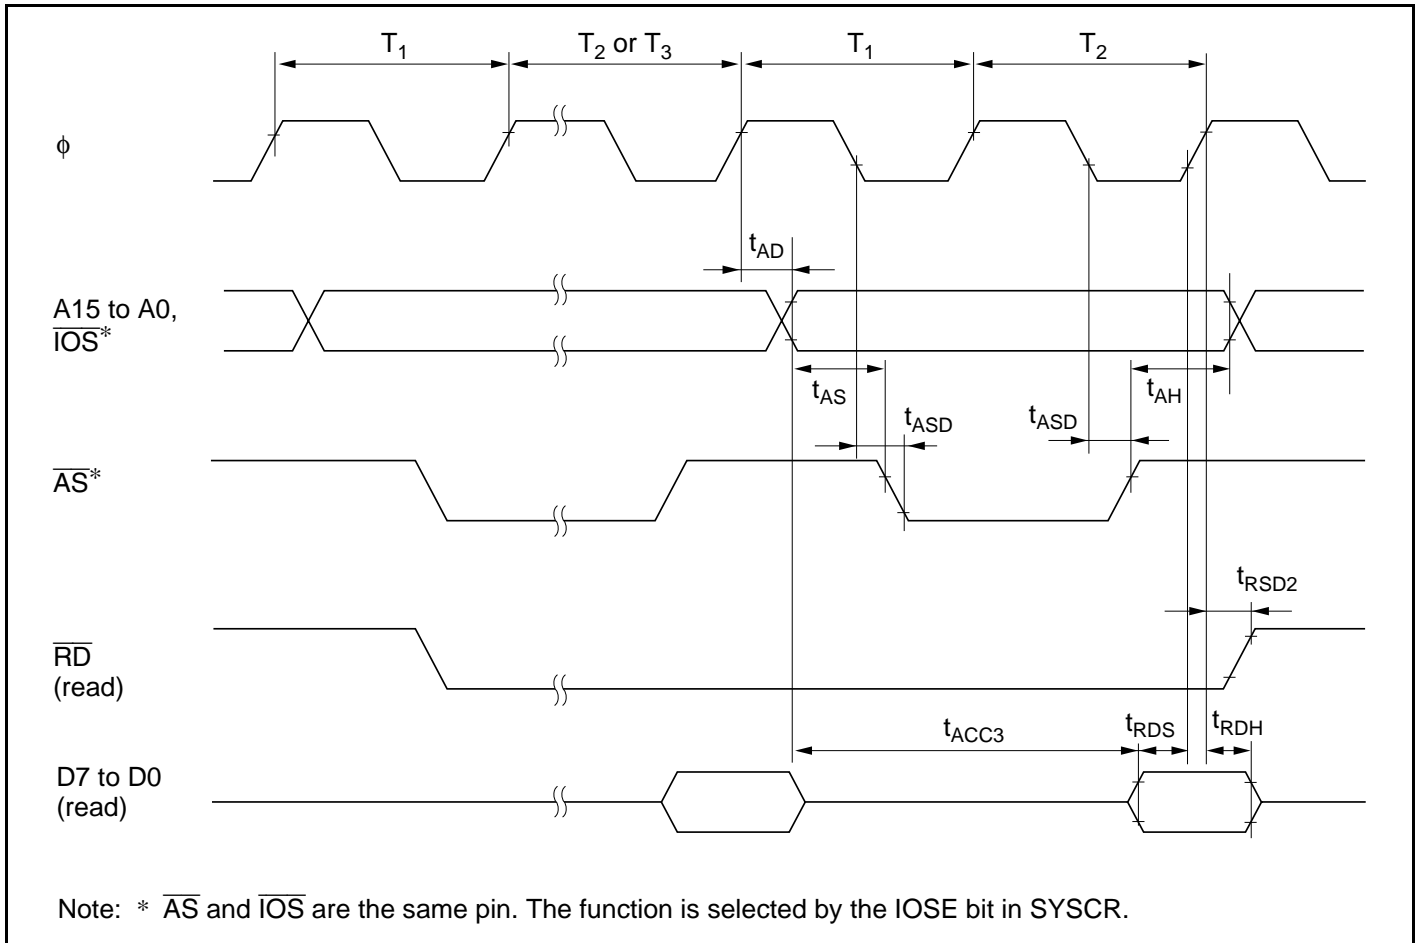 T1 T2 or T3 T1 T2
ϕ
tAD
A15 to A0,
IOS*
tAS tAH
tASD tASD
AS*
tRSD2
RD
(read)
tACC3 tRDS tRDH
D7 to D0
(read)
Note: * AS and IOS are the same pin. The function is selected by the IOSE bit in SYSCR.